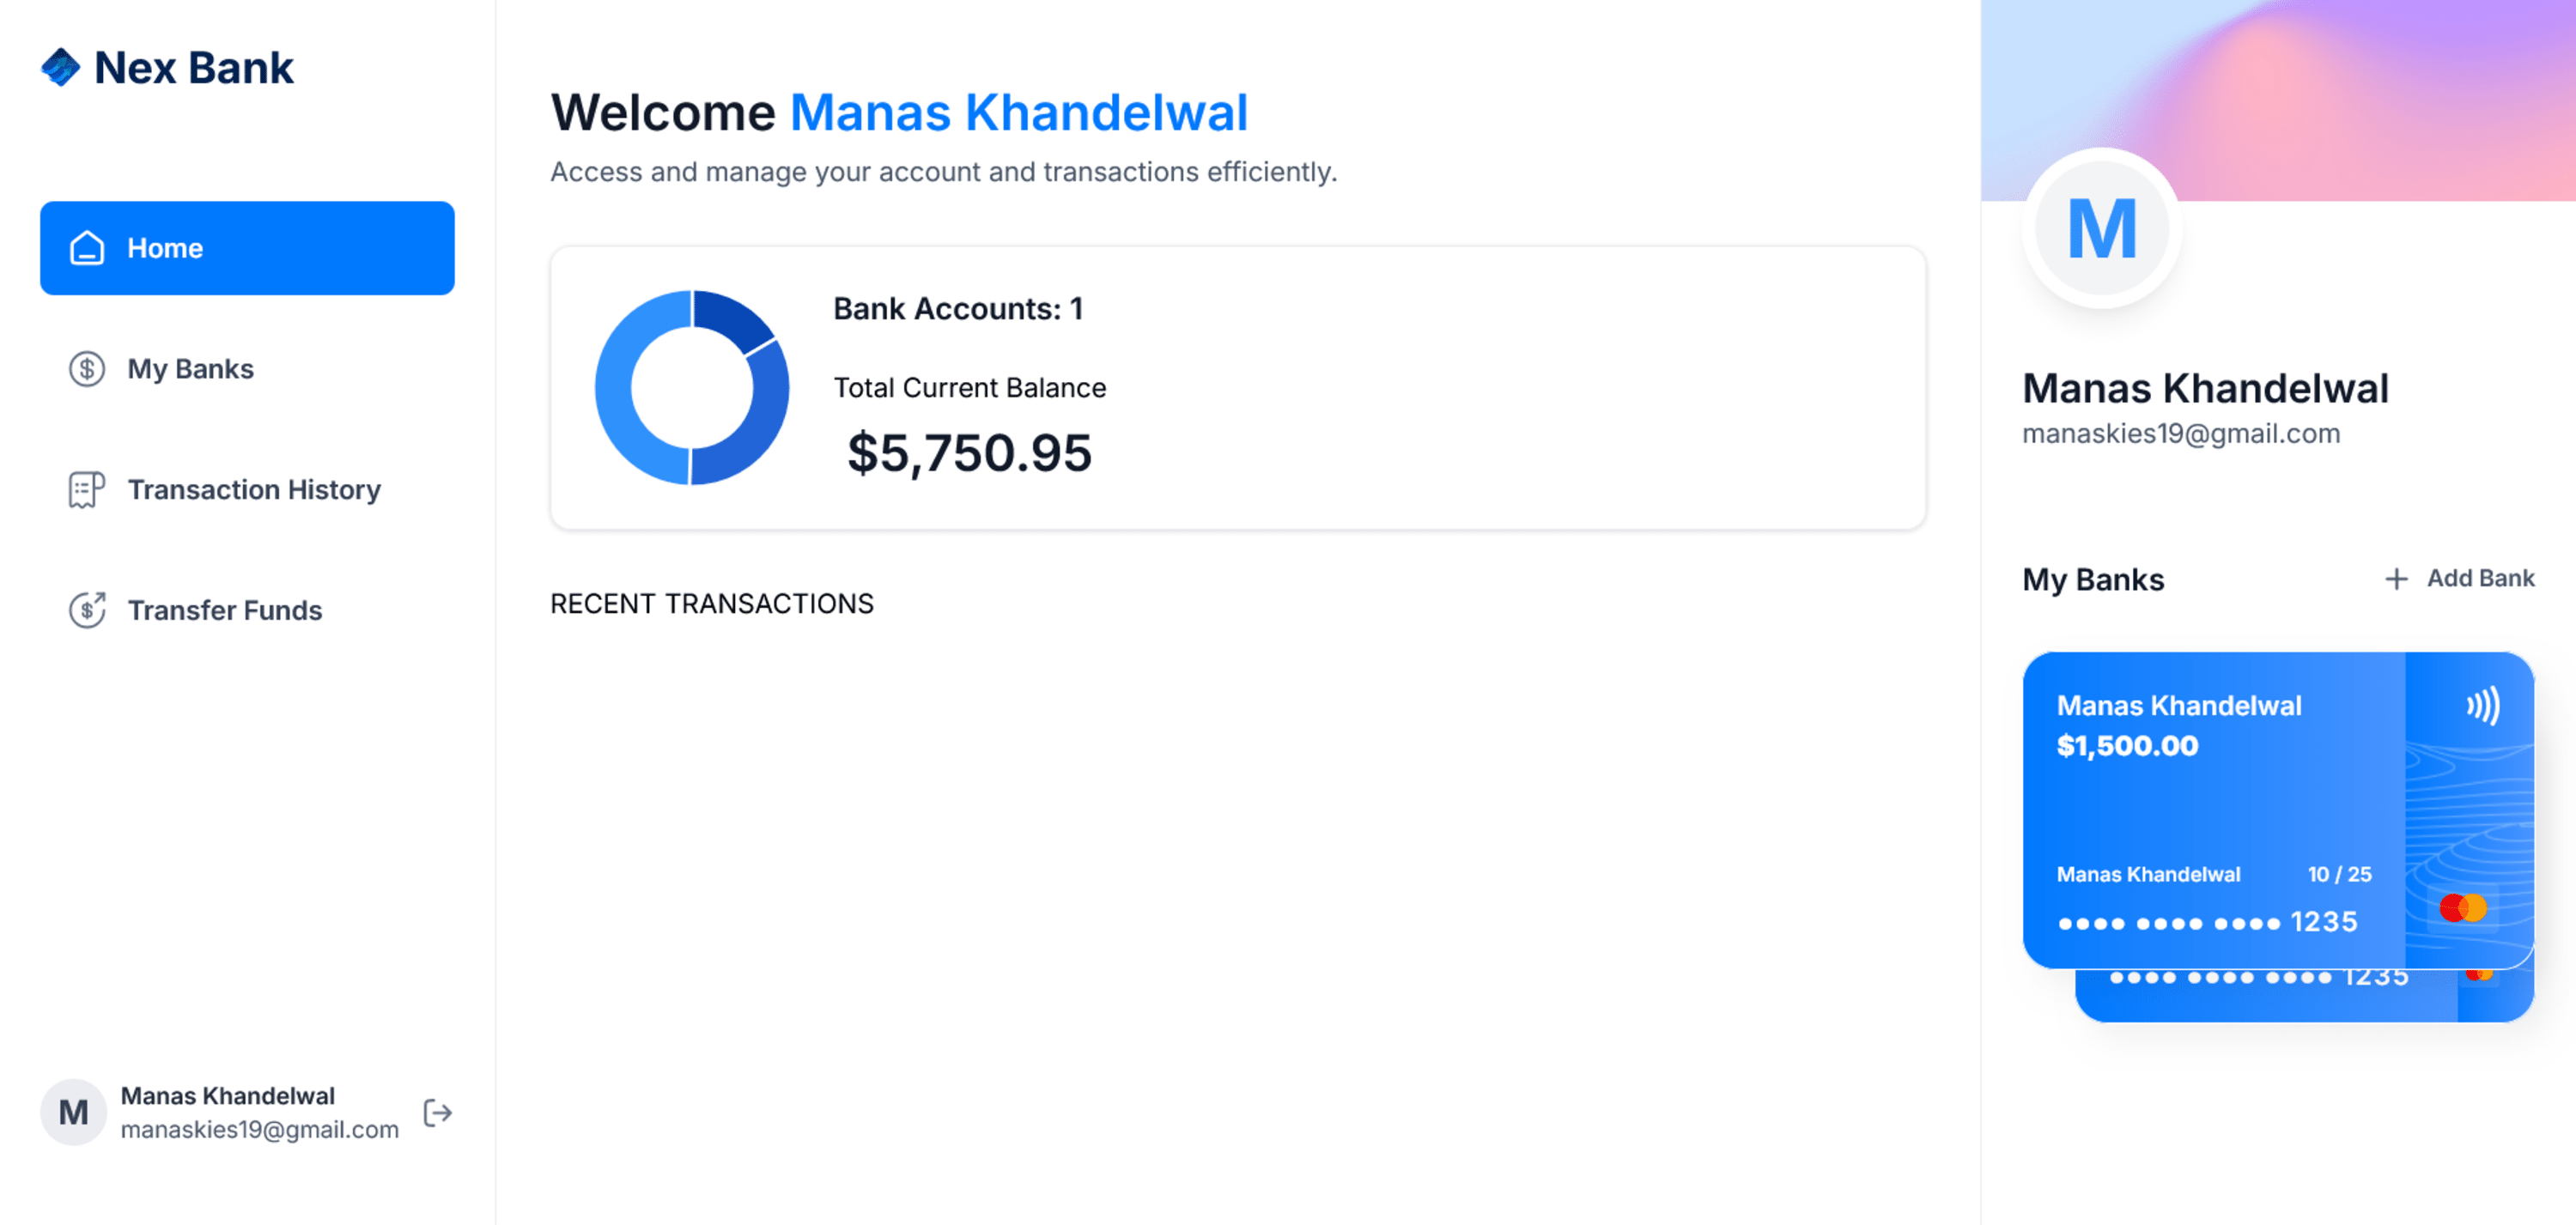 Nex Bank
Home
My Banks
Transaction History
Transfer Funds
M
Manas Khandelwal
manaskies19@gmail.com
Welcome Manas Khandelwal
Access and manage your account and transactions efficiently.
Bank Accounts: 1
Total Current Balance
$5,750.95
RECENT TRANSACTIONS
M
Manas Khandelwal
manaskies19@gmail.com
My Banks
+ Add Bank
Manas Khandelwal
$1,500.00
Manas Khandelwal 10 / 25
●●●● ●●●● ●●●● 1235
●●●● ●●●● ●●●● 1235